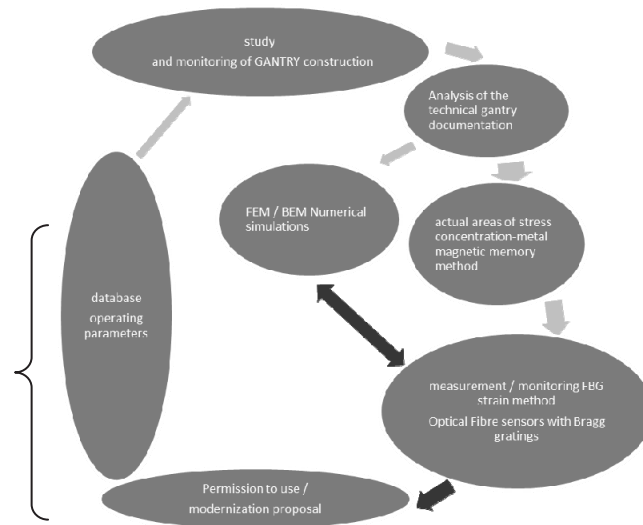 study
and monitoring of GANTRY construction
Analysis of the
technical gantry
documentation
FEM / BEM Numerical
simulations
actual areas of stress
concentration-metal
magnetic memory
method
database
operating
parameters
measurement / monitoring FBG
strain method
Optical Fibre sensors with Bragg
gratings
Permission to use /
modernization proposal